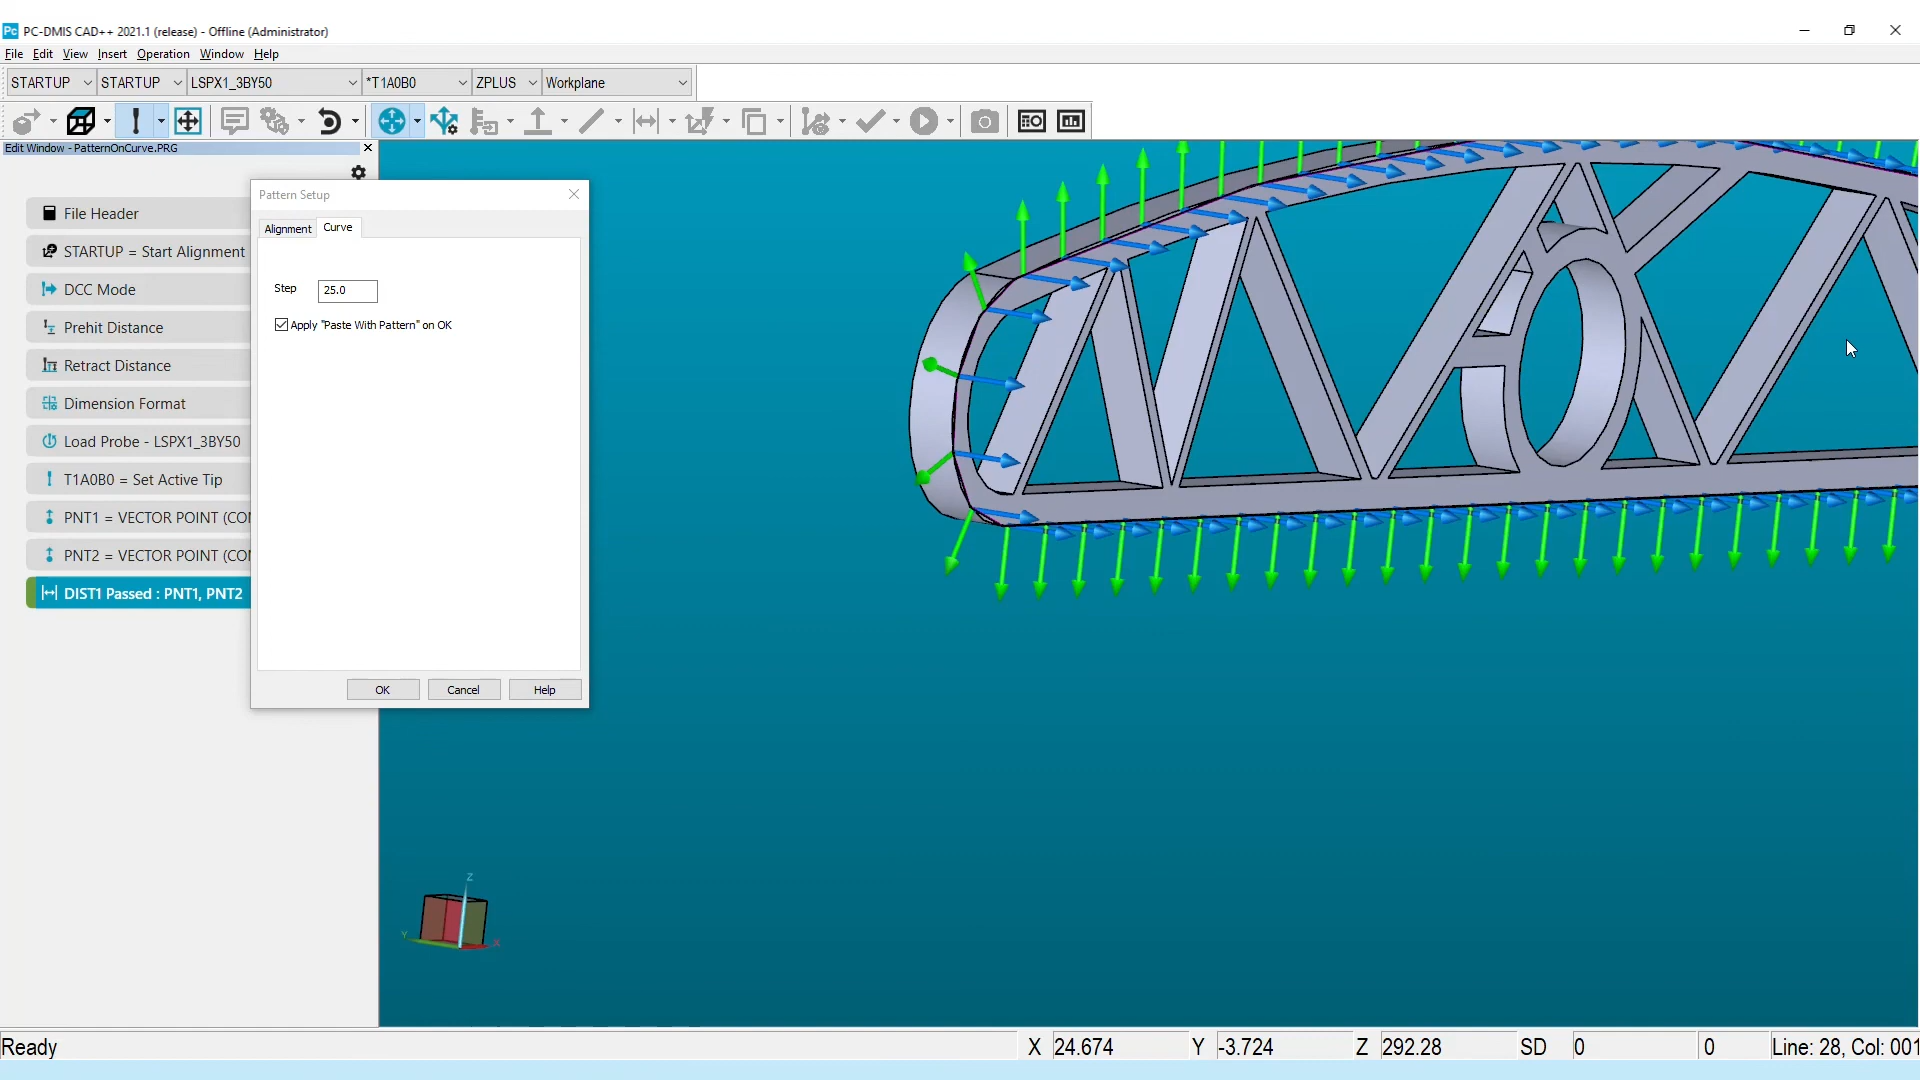 PC-DMIS CAD++ 2021.1 (release) - Offline (Administrator)
File Edit View Insert Operation Window Help
STARTUP STARTUP LSPX1_3BY50 *T1A0B0 ZPLUS Workplane
Edit Window - PatternOnCurve.PRG
Pattern Setup
Alignment Curve
Step 25.0
Apply "Paste With Pattern" on OK
OK Cancel Help
File Header
STARTUP = Start Alignment
DCC Mode
Prehit Distance
Retract Distance
Dimension Format
Load Probe - LSPX1_3BY50
T1A0B0 = Set Active Tip
PNT1 = VECTOR POINT (CO
PNT2 = VECTOR POINT (CO
DIST1 Passed : PNT1, PNT2
Z
Y X
Ready X 24.674 Y -3.724 Z 292.28 SD 0 0 Line: 28, Col: 001